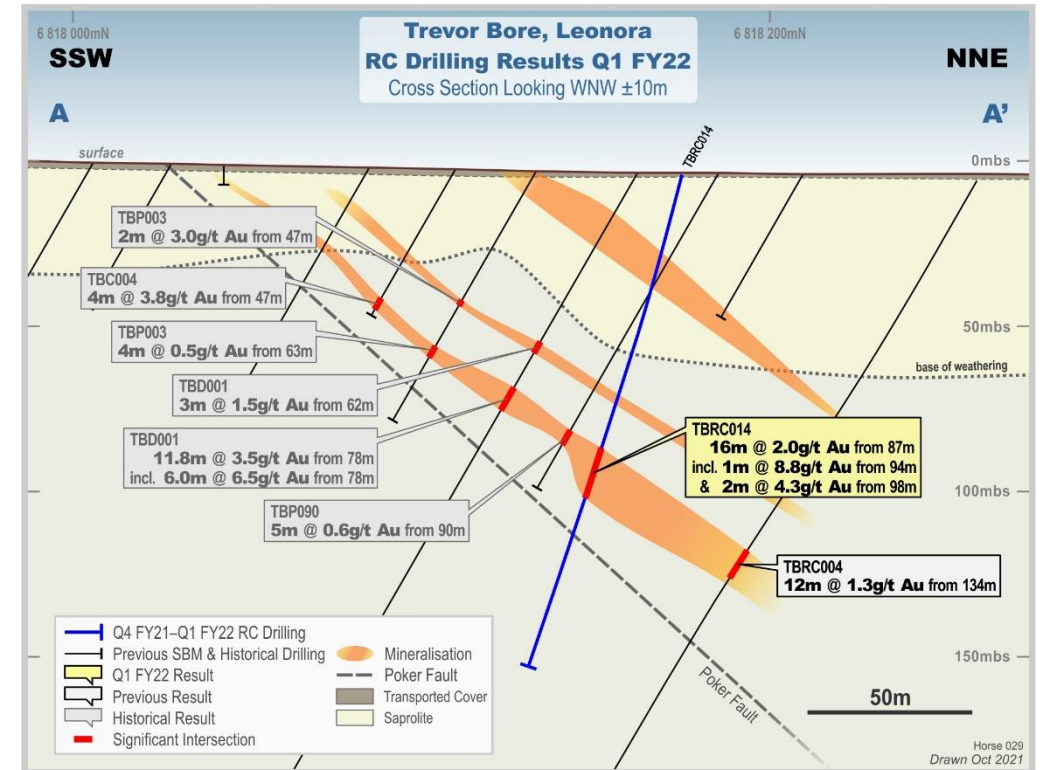 6 818 000mN
6 818 200mN
Trevor Bore, Leonora
RC Drilling Results Q1 FY22
Cross Section Looking WNW ±10m
SSW
NNE
A
A'
surface
TBRC014
0mbs
TBP003
2m @ 3.0g/t Au from 47m
TBC004
4m @ 3.8g/t Au from 47m
TBP003
4m @ 0.5g/t Au from 63m
50mbs
base of weathering
TBD001
3m @ 1.5g/t Au from 62m
TBD001
11.8m @ 3.5g/t Au from 78m
incl. 6.0m @ 6.5g/t Au from 78m
TBRC014
16m @ 2.0g/t Au from 87m
incl. 1m @ 8.8g/t Au from 94m
& 2m @ 4.3g/t Au from 98m
100mbs
TBP090
5m @ 0.6g/t Au from 90m
TBRC004
12m @ 1.3g/t Au from 134m
Q4 FY21–Q1 FY22 RC Drilling
Previous SBM & Historical Drilling
Q1 FY22 Result
Previous Result
Historical Result
Significant Intersection
Mineralisation
Poker Fault
Transported Cover
Saprolite
150mbs
Poker Fault
50m
Horse 029
Drawn Oct 2021